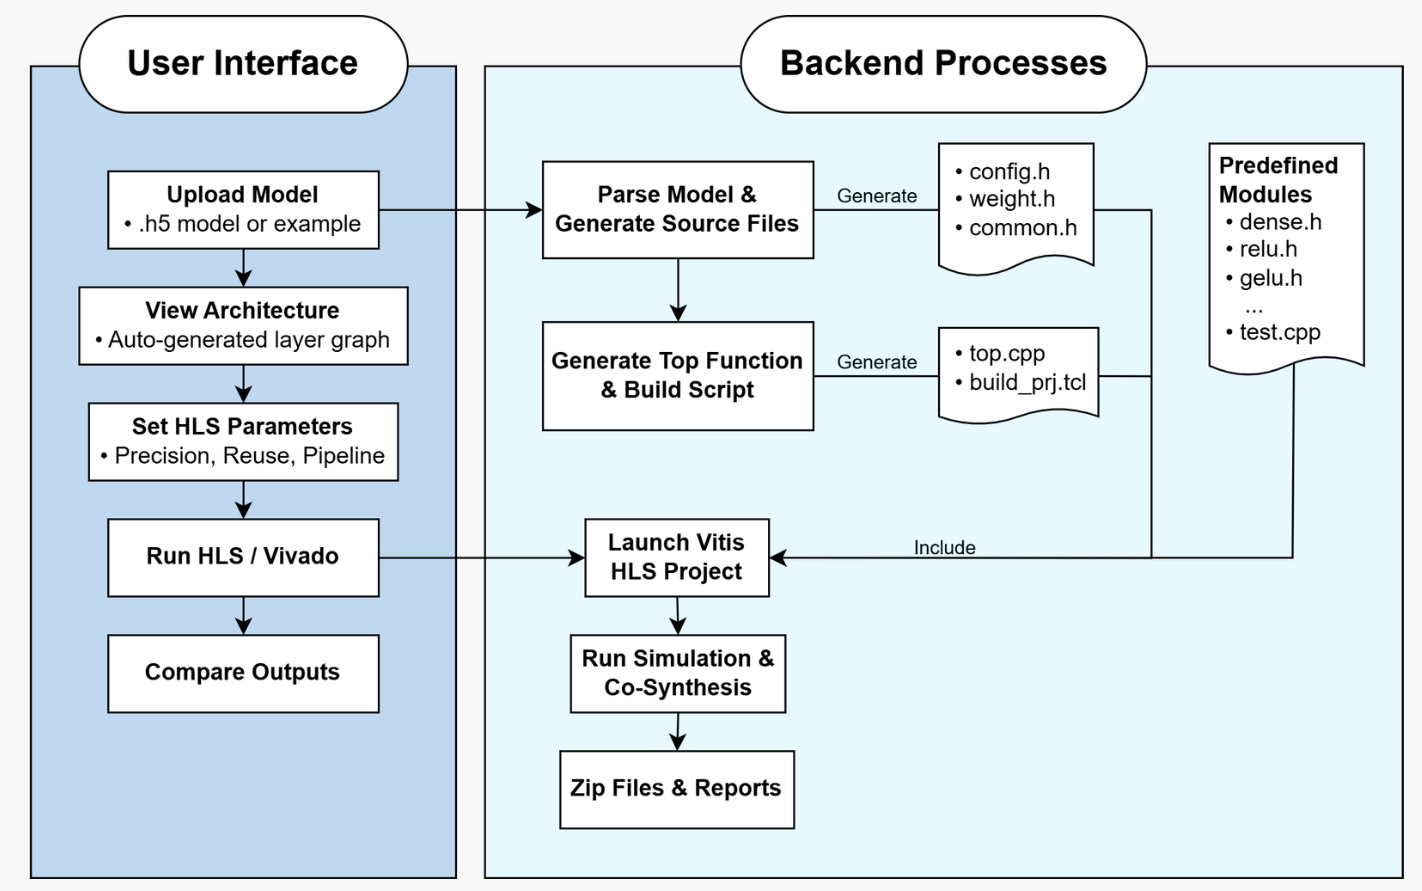 User Interface
Upload Model
• .h5 model or example
View Architecture
• Auto-generated layer graph
Set HLS Parameters
• Precision, Reuse, Pipeline
Run HLS / Vivado
Compare Outputs
Backend Processes
Parse Model &
Generate Source Files
Generate
• config.h
• weight.h
• common.h
Predefined
Modules
• dense.h
• relu.h
• gelu.h
...
• test.cpp
Generate Top Function
& Build Script
Generate
• top.cpp
• build_prj.tcl
Launch Vitis
HLS Project
Include
Run Simulation &
Co-Synthesis
Zip Files & Reports